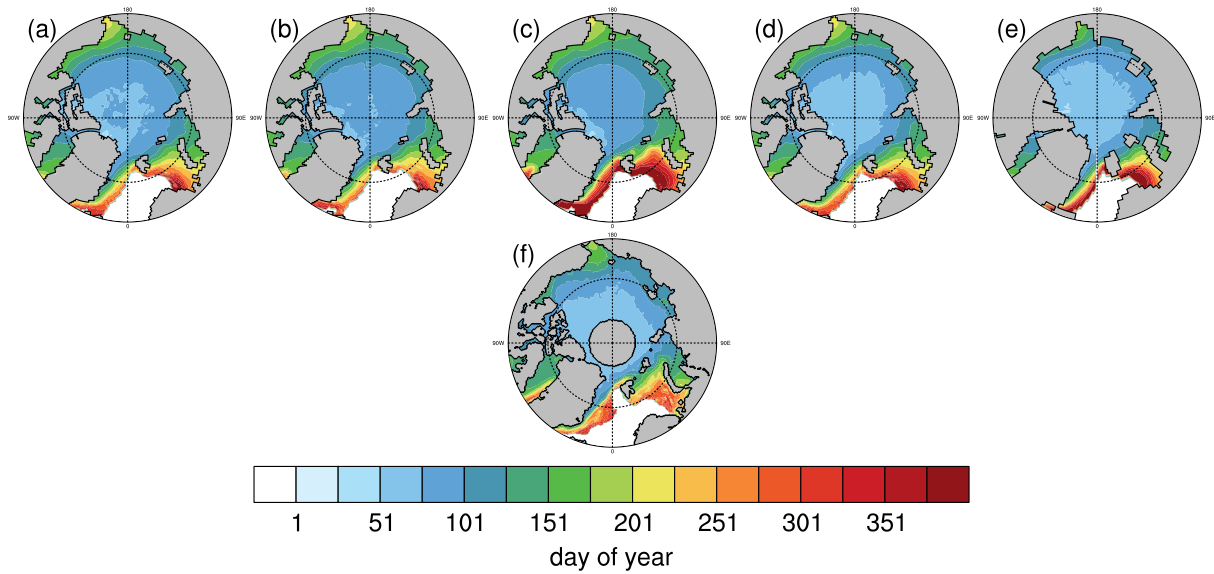 (a) (b) (c) (d) (e)
180 180 180 180 180
90W 90E 90W 90E 90W 90E 90W 90E 90W 90E
0 0 0 0 0
(f)
180
90W 90E
0
1 51 101 151 201 251 301 351
day of year